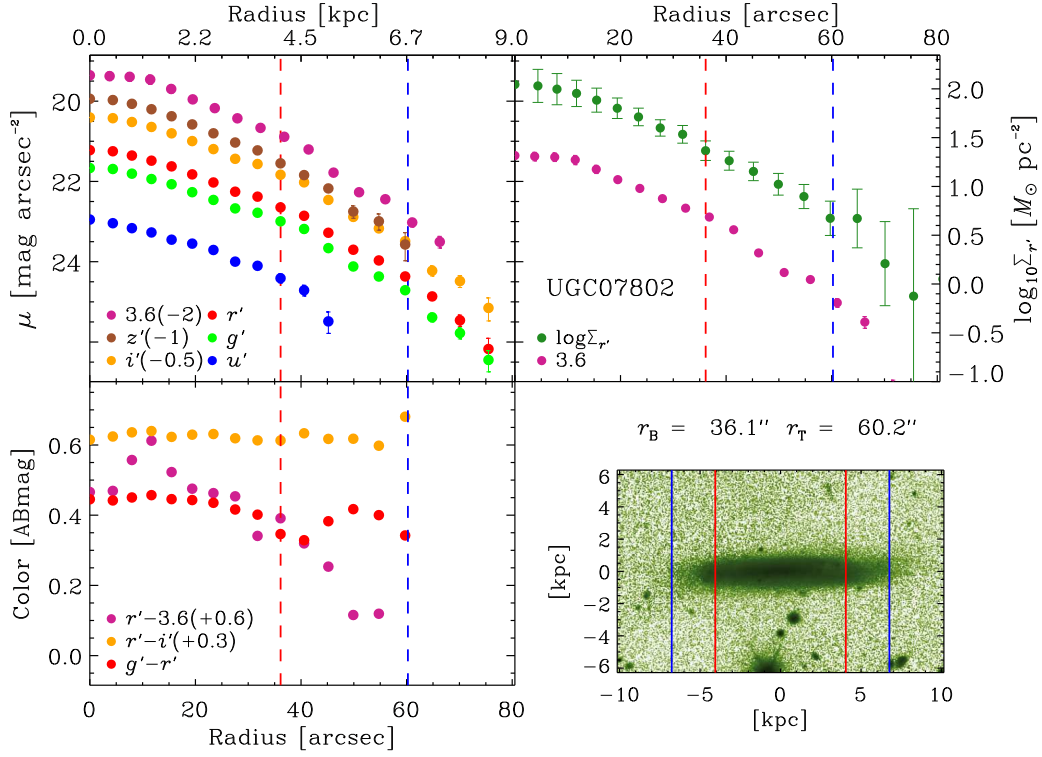 Radius [kpc]
0.0 2.2 4.5 6.7 9.0
Radius [arcsec]
0 20 40 60 80
μ [mag arcsec⁻²]
20
22
24
3.6(−2) r′
z′(−1) g′
i′(−0.5) u′
log₁₀Σr′ [M⊙ pc⁻²]
2.0
1.5
1.0
0.5
0.0
−0.5
−1.0
UGC07802
logΣr′
3.6
Color [ABmag]
0.6
0.4
0.2
0.0
r′−3.6(+0.6)
r′−i′(+0.3)
g′−r′
0 20 40 60 80
Radius [arcsec]
rB = 36.1″ rT = 60.2″
[kpc]
6
4
2
0
−2
−4
−6
−10 −5 0 5 10
[kpc]